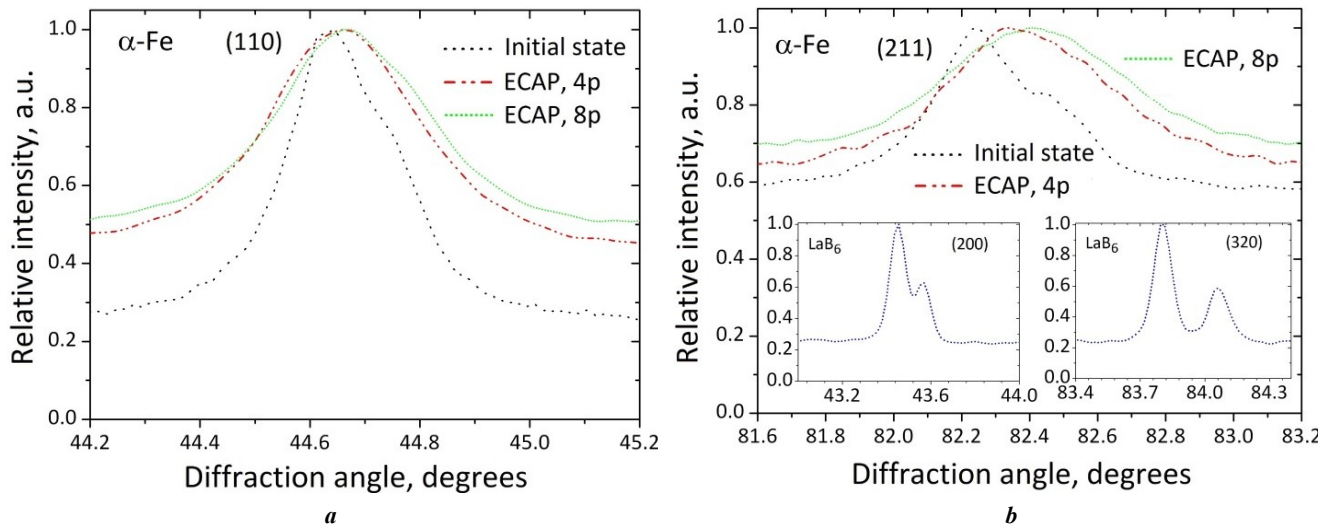 α-Fe (110)
Initial state
ECAP, 4p
ECAP, 8p
Relative intensity, a.u.
1.0
0.8
0.6
0.4
0.2
0.0
44.2 44.4 44.6 44.8 45.0 45.2
Diffraction angle, degrees
a
α-Fe (211)
ECAP, 8p
Initial state
ECAP, 4p
Relative intensity, a.u.
1.0
0.8
0.6
0.4
0.2
0.0
LaB6 (200)
1.0
0.8
0.6
0.4
0.2
0.0
43.2 43.6 44.0
LaB6 (320)
1.0
0.8
0.6
0.4
0.2
0.0
83.4 83.7 84.0 84.3
81.6 81.8 82.0 82.2 82.4 82.6 82.8 83.0 83.2
Diffraction angle, degrees
b